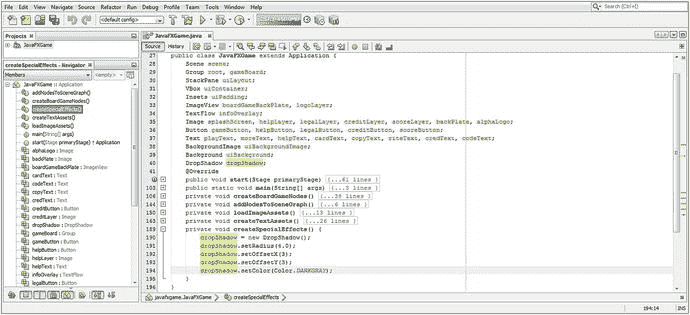 File Edit View Navigate Source Refactor Run Debug Profile Team Tools Window Help
Search (Ctrl+I)
<default config>
Projects
JavaFXGame
createSpecialEffects - Navigator
Members
<empty>
JavaFXGame :: Application
addNodesToSceneGraph()
createBoardGameNodes()
createSpecialEffects()
createTextAssets()
loadImageAssets()
main(String[] args)
start(Stage primaryStage) ↑ Application
alphaLogo : Image
backPlate : Image
boardGameBackPlate : ImageView
cardText : Text
codeText : Text
copyText : Text
creditButton : Button
creditLayer : Image
dropShadow : DropShadow
gameBoard : Group
gameButton : Button
helpButton : Button
helpLayer : Image
helpText : Text
infoOverlay : TextFlow
legalButton : Button
JavaFXGame.java
Source History
27 public class JavaFXGame extends Application {
28 Scene scene;
29 Group root, gameBoard;
30 StackPane uiLayout;
31 VBox uiContainer;
32 Insets uiPadding;
33 ImageView boardGameBackPlate, logoLayer;
34 TextFlow infoOverlay;
35 Image splashScreen, helpLayer, legalLayer, creditLayer, scoreLayer, backPlate, alphaLogo;
36 Button gameButton, helpButton, legalButton, creditButton, scoreButton;
37 Text playText, moreText, helpText, cardText, copyText, riteText, credText, codeText;
38 BackgroundImage uiBackgroundImage;
39 Background uiBackground;
40 DropShadow dropShadow;
41 @Override
public void start(Stage primaryStage) {...61 lines }
103 public static void main(String[] args) {...3 lines }
106 private void createBoardGameNodes() {...38 lines }
144 private void addNodesToSceneGraph() {...6 lines }
150 private void loadImageAssets() {...13 lines }
163 private void createTextAssets() {...26 lines }
189 private void createSpecialEffects() {
190 dropShadow = new DropShadow();
191 dropShadow.setRadius(4.0);
192 dropShadow.setOffsetX(3);
193 dropShadow.setOffsetY(3);
194 dropShadow.setColor(Color.DARKGRAY);
195 }
196
javafxgame.JavaFXGame
createSpecialEffects
194:14
INS